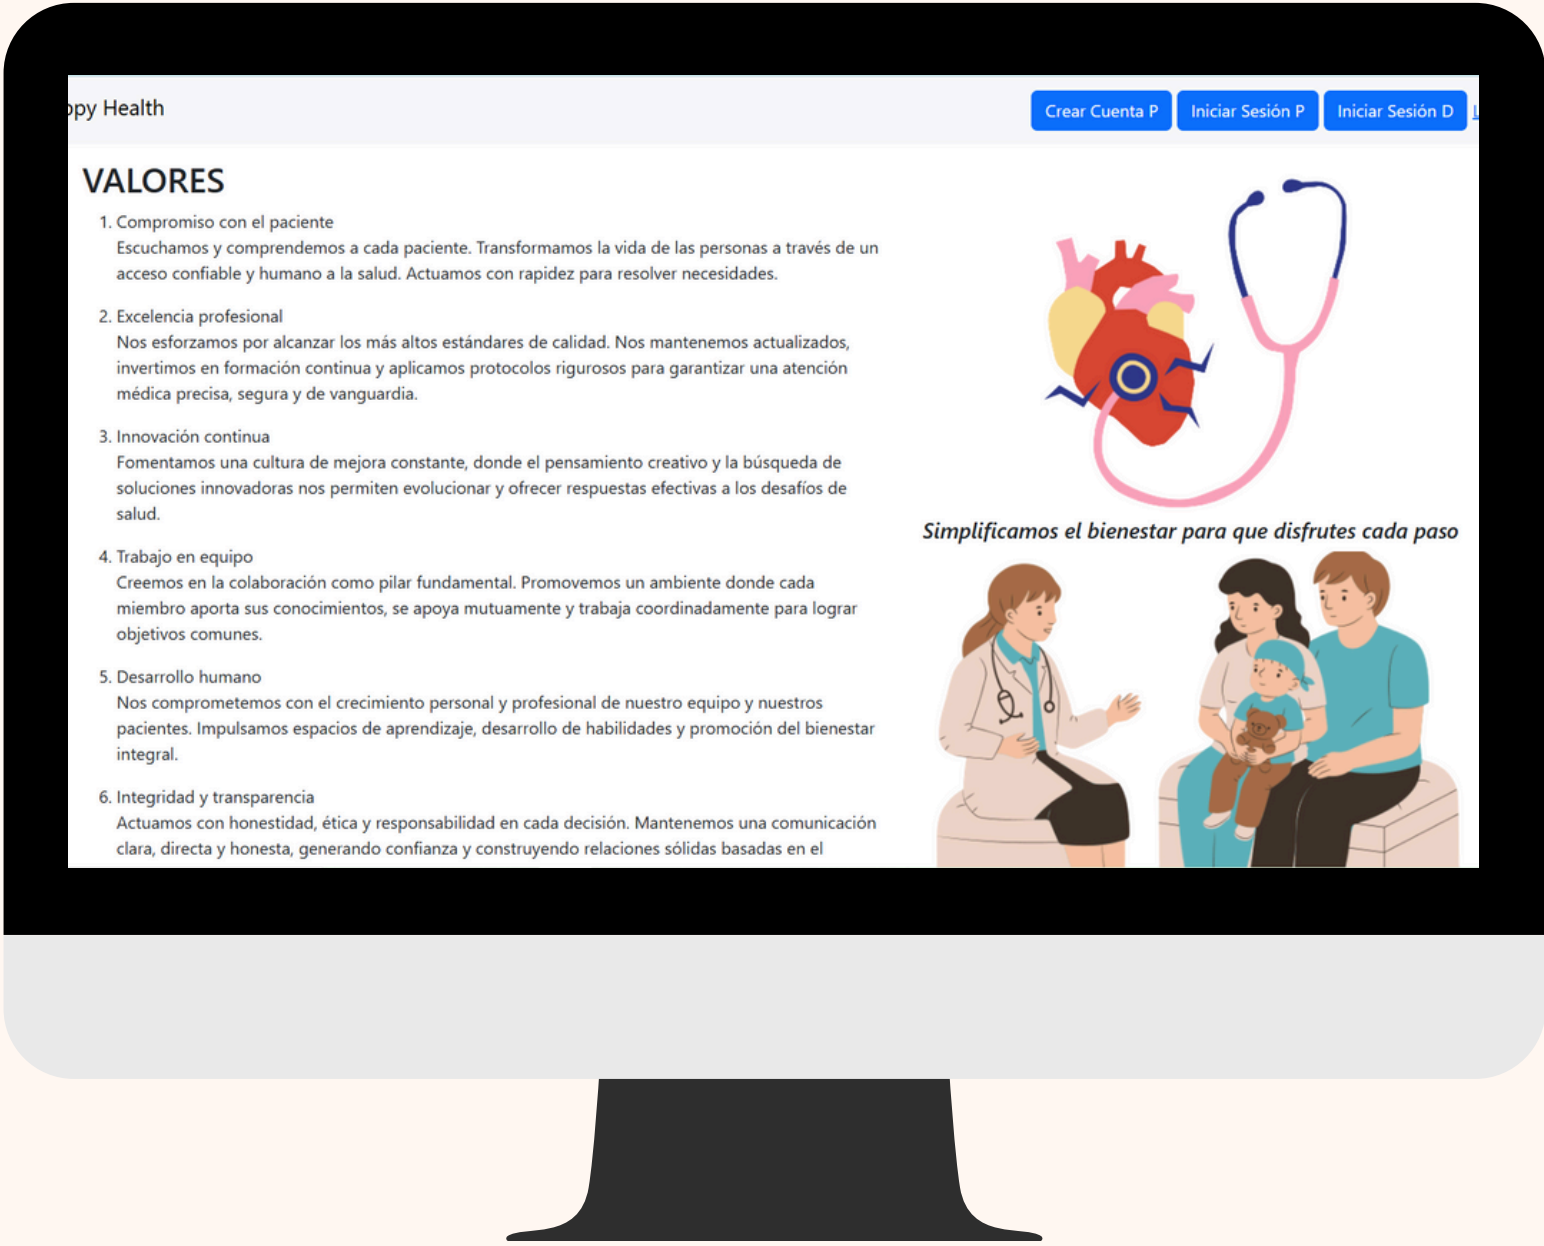 ppy Health
Crear Cuenta P
Iniciar Sesión P
Iniciar Sesión D
VALORES
1. Compromiso con el paciente
Escuchamos y comprendemos a cada paciente. Transformamos la vida de las personas a través de un
acceso confiable y humano a la salud. Actuamos con rapidez para resolver necesidades.
2. Excelencia profesional
Nos esforzamos por alcanzar los más altos estándares de calidad. Nos mantenemos actualizados,
invertimos en formación continua y aplicamos protocolos rigurosos para garantizar una atención
médica precisa, segura y de vanguardia.
3. Innovación continua
Fomentamos una cultura de mejora constante, donde el pensamiento creativo y la búsqueda de
soluciones innovadoras nos permiten evolucionar y ofrecer respuestas efectivas a los desafíos de
salud.
4. Trabajo en equipo
Creemos en la colaboración como pilar fundamental. Promovemos un ambiente donde cada
miembro aporta sus conocimientos, se apoya mutuamente y trabaja coordinadamente para lograr
objetivos comunes.
5. Desarrollo humano
Nos comprometemos con el crecimiento personal y profesional de nuestro equipo y nuestros
pacientes. Impulsamos espacios de aprendizaje, desarrollo de habilidades y promoción del bienestar
integral.
6. Integridad y transparencia
Actuamos con honestidad, ética y responsabilidad en cada decisión. Mantenemos una comunicación
clara, directa y honesta, generando confianza y construyendo relaciones sólidas basadas en el
Simplificamos el bienestar para que disfrutes cada paso